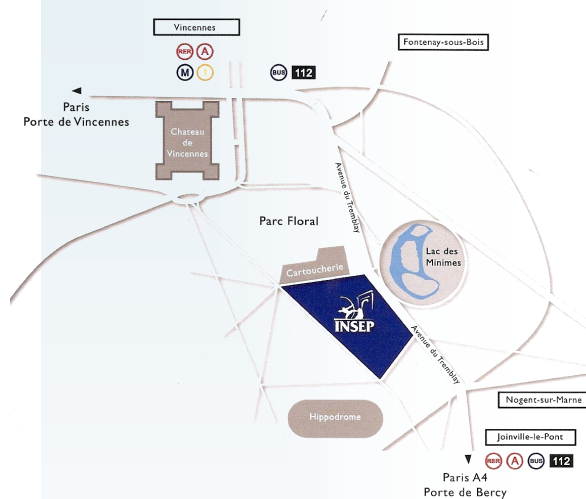 Vincennes
RER A
M 1
BUS 112
Fontenay-sous-Bois
Paris
Porte de Vincennes
Chateau
de
Vincennes
Avenue du Tremblay
Parc Floral
Lac des
Minimes
Cartoucherie
INSEP
Avenue du Tremblay
Hippodrome
Nogent-sur-Marne
Joinville-le-Pont
RER A BUS 112
Paris A4
Porte de Bercy